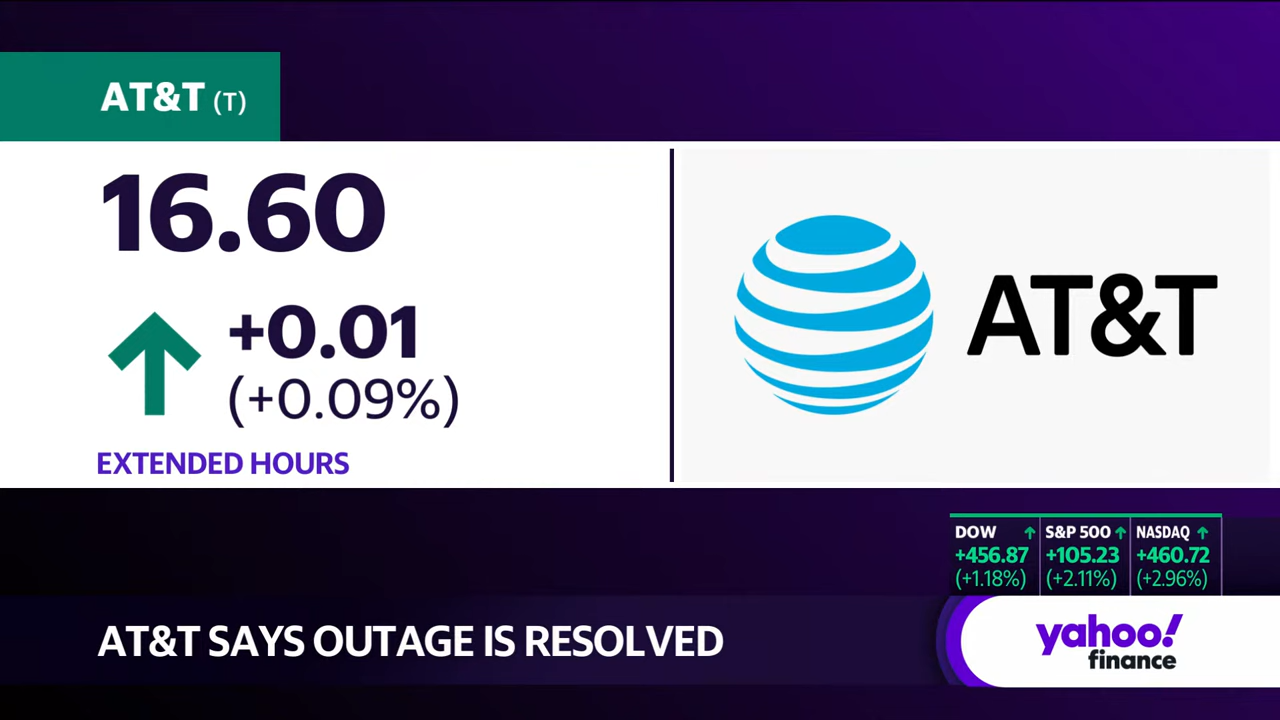 AT&T (T)
16.60
+0.01
(+0.09%)
EXTENDED HOURS
AT&T
DOW
+456.87
(+1.18%)
S&P 500
+105.23
(+2.11%)
NASDAQ
+460.72
(+2.96%)
AT&T SAYS OUTAGE IS RESOLVED
yahoo!
finance